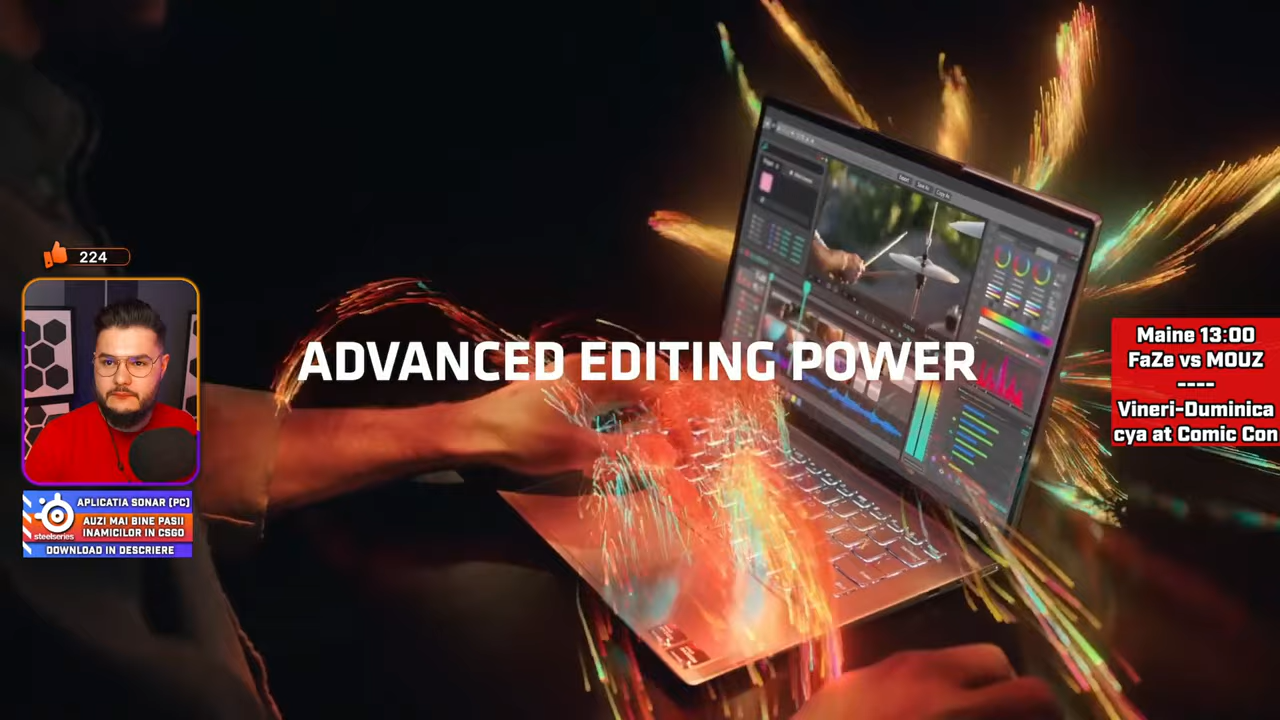 224
ADVANCED EDITING POWER
Maine 13:00
FaZe vs MOUZ
----
Vineri-Duminica
cya at Comic Con
APLICATIA SONAR [PC]
AUZI MAI BINE PASII
INAMICILOR IN CSGO
steelseries
DOWNLOAD IN DESCRIERE